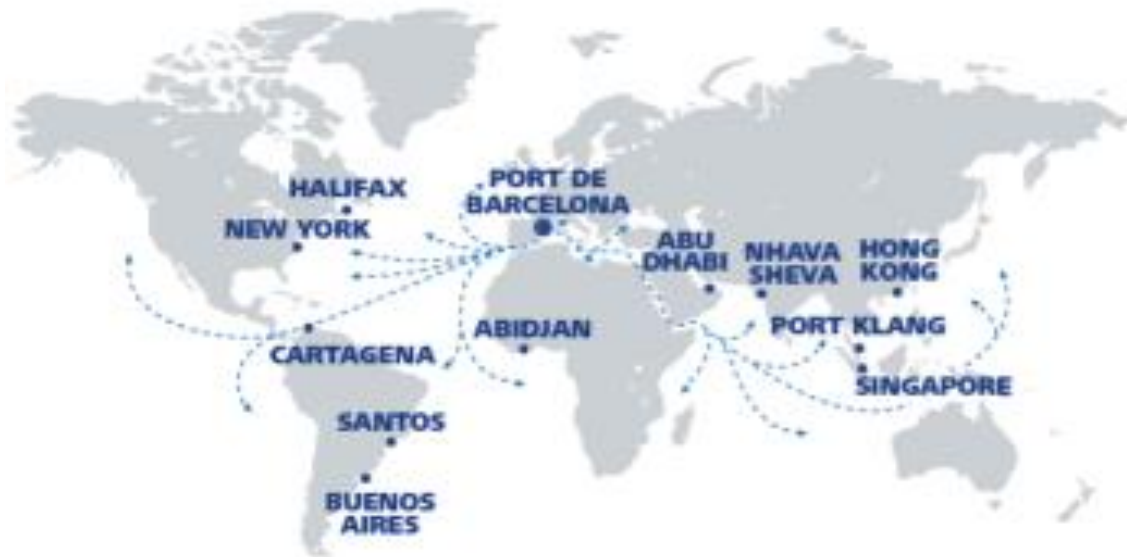 PORT DE
BARCELONA
HALIFAX
NEW YORK
ABU
DHABI
NHAVA
SHEVA
HONG
KONG
ABIDJAN
PORT KLANG
CARTAGENA
SINGAPORE
SANTOS
BUENOS
AIRES